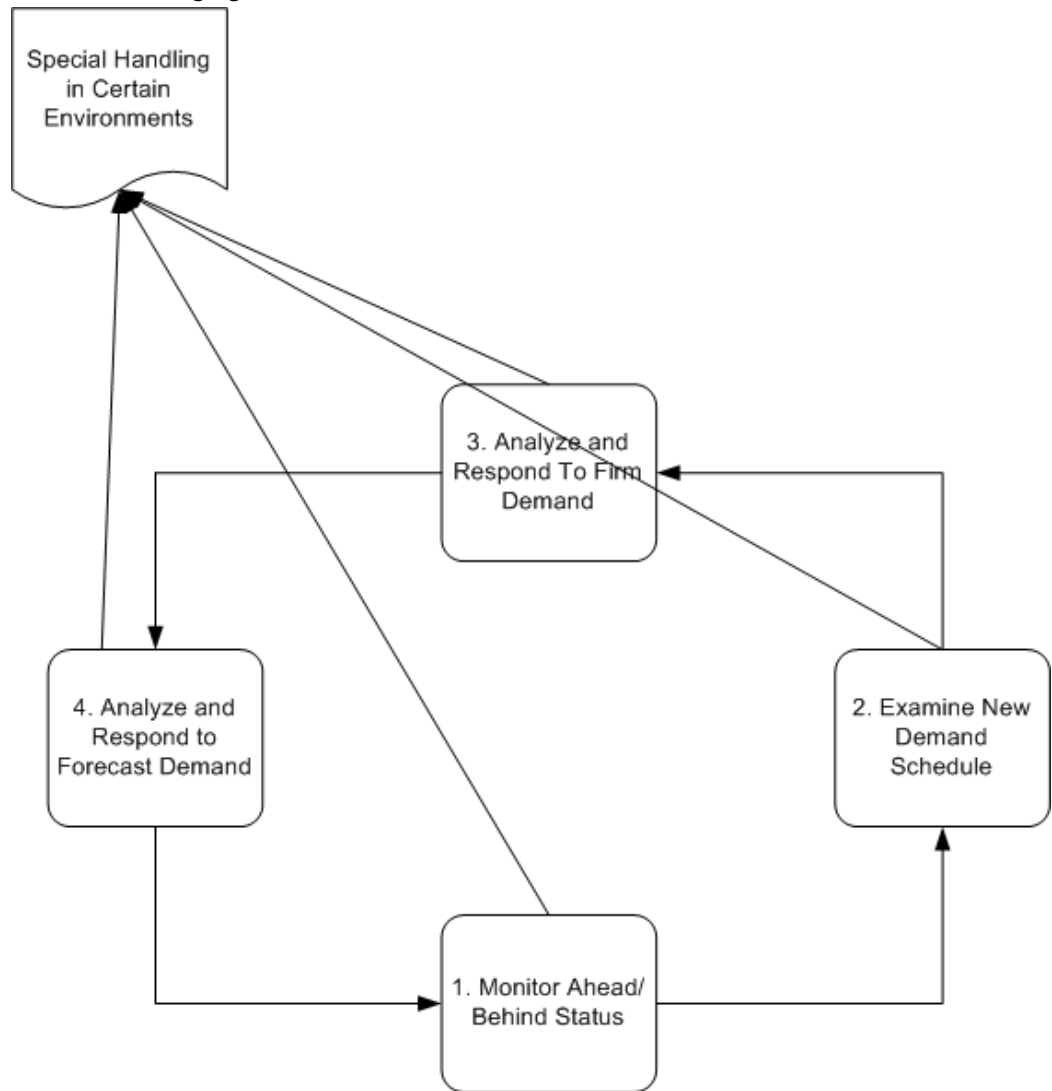 Special Handling
in Certain
Environments
3. Analyze and
Respond To Firm
Demand
4. Analyze and
Respond to
Forecast Demand
2. Examine New
Demand
Schedule
1. Monitor Ahead/
Behind Status